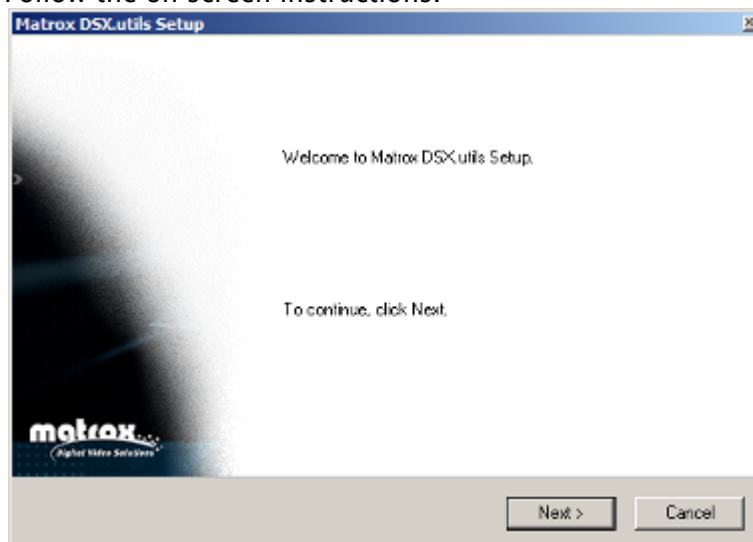 Follow the on-screen instructions.
Matrox DSX.utils Setup
Welcome to Matrox DSX.utils Setup.
To continue, click Next.
matrox
Digital Video Solutions
Next >
Cancel